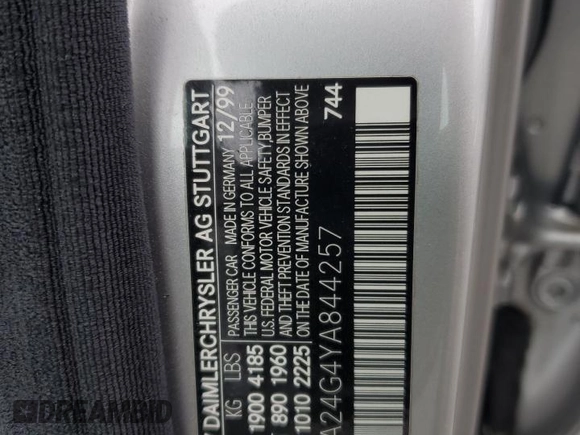 DAIMLERCHRYSLER AG STUTTGART
PASSENGER CAR MADE IN GERMANY 12/99
KG LBS THIS VEHICLE CONFORMS TO ALL APPLICABLE
1900 4185 U.S. FEDERAL MOTOR VEHICLE SAFETY,BUMPER
890 1960 AND THEFT PREVENTION STANDARDS IN EFFECT
1010 2225 ON THE DATE OF MANUFACTURE SHOWN ABOVE
744
A24G4YA844257
DREAMBID